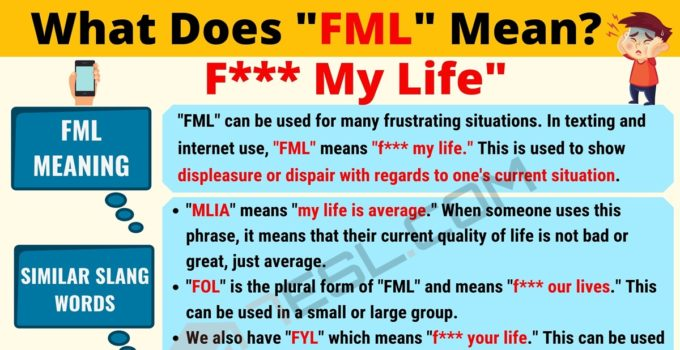 What Does "FML" Mean?
F*** My Life"
FML
MEANING
"FML" can be used for many frustrating situations. In texting and
internet use, "FML" means "f*** my life." This is used to show
displeasure or dispair with regards to one's current situation.
SIMILAR SLANG
WORDS
• "MLIA" means "my life is average." When someone uses this
phrase, it means that their current quality of life is not bad or
great, just average.
• "FOL" is the plural form of "FML" and means "f*** our lives." This
can be used in a small or large group.
• We also have "FYL" which means "f*** your life." This can be used
7ESL.COM